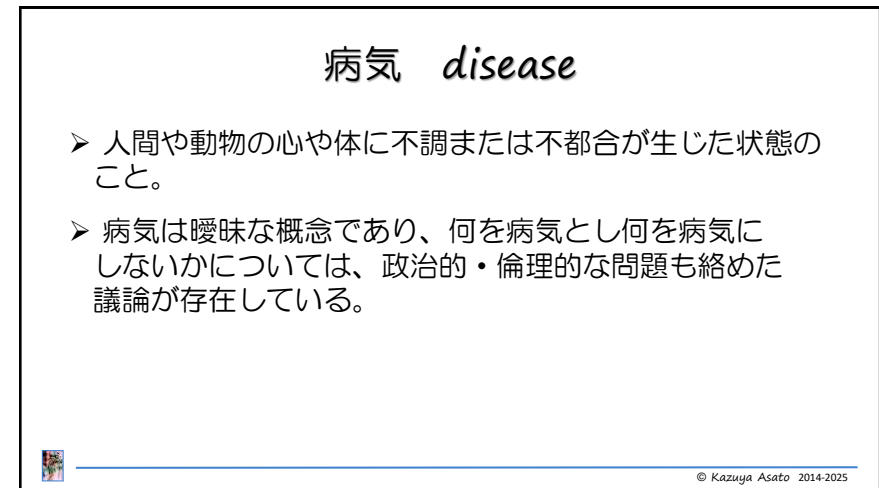 病気　disease
➢ 人間や動物の心や体に不調または不都合が生じた状態の
こと。
➢ 病気は曖昧な概念であり、何を病気とし何を病気に
しないかについては、政治的・倫理的な問題も絡めた
議論が存在している。
© Kazuya Asato 2014-2025